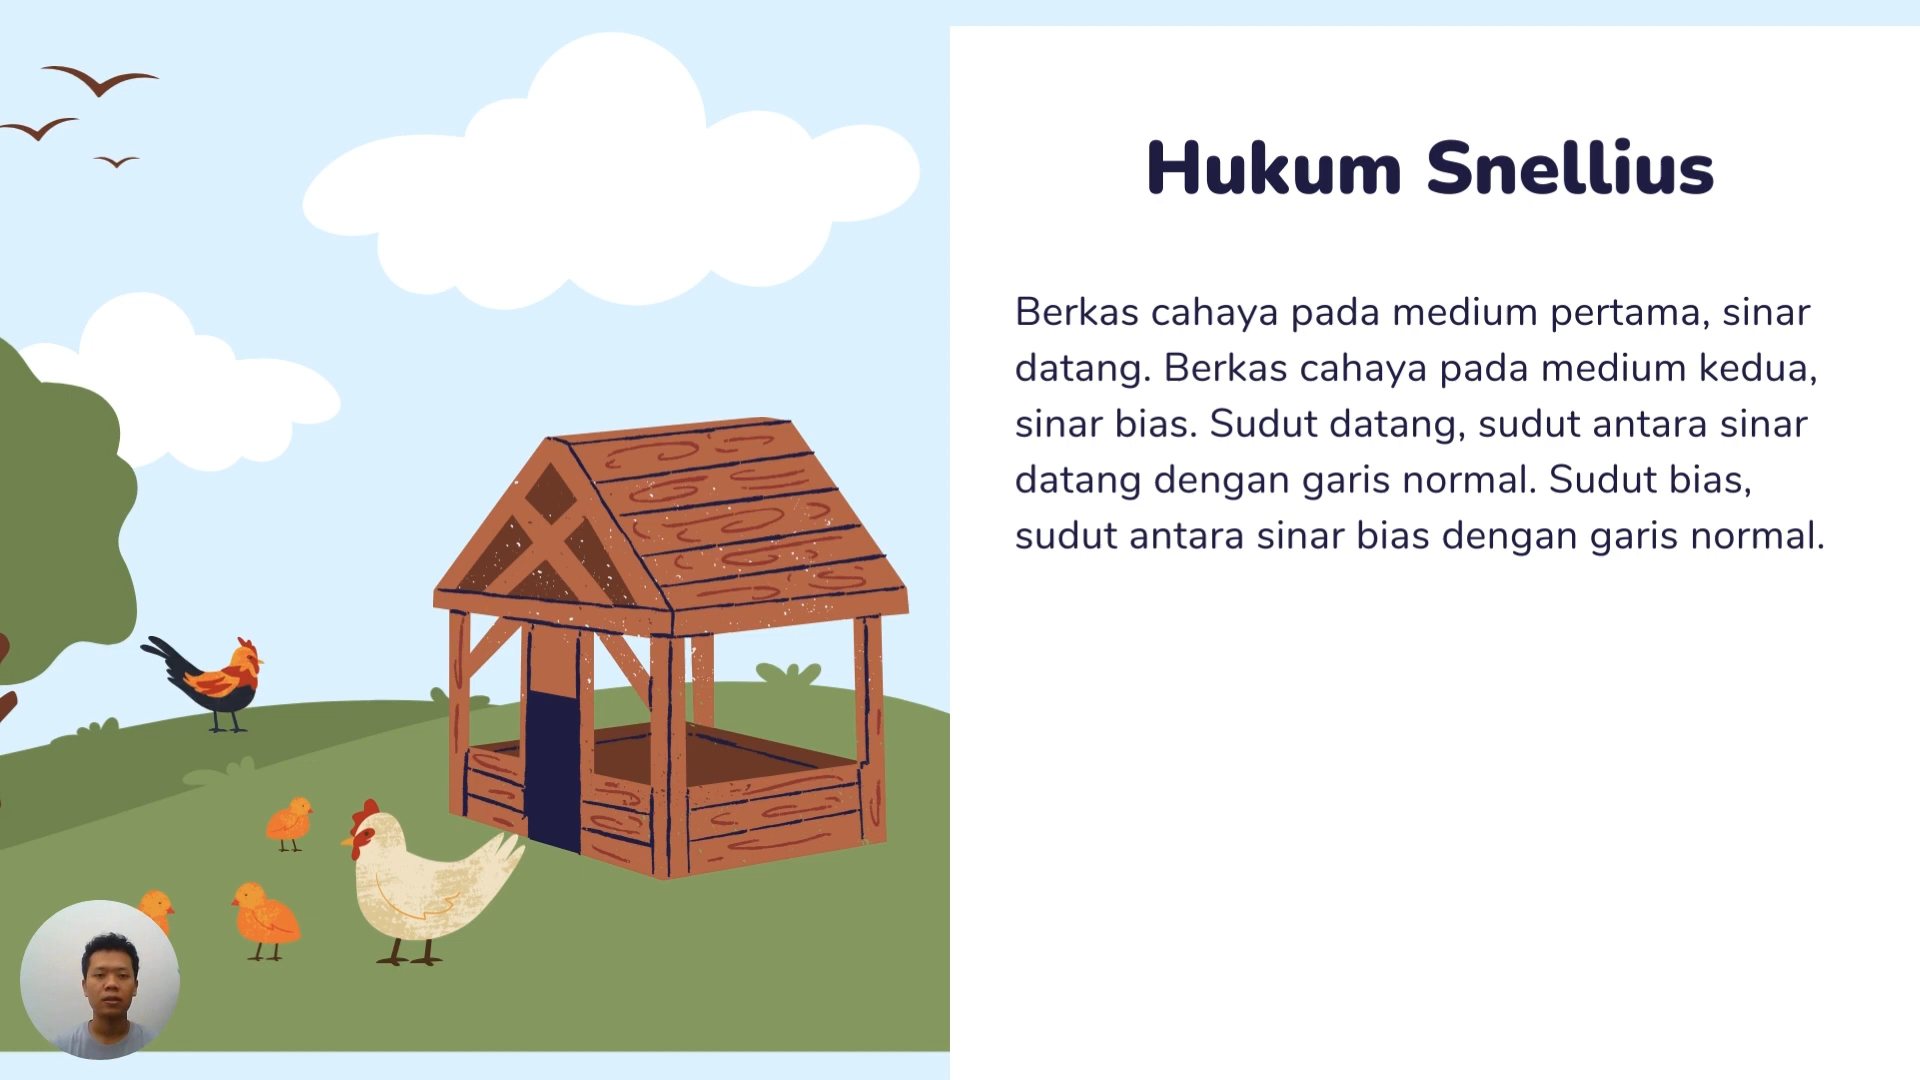 Hukum Snellius
Berkas cahaya pada medium pertama, sinar
datang. Berkas cahaya pada medium kedua,
sinar bias. Sudut datang, sudut antara sinar
datang dengan garis normal. Sudut bias,
sudut antara sinar bias dengan garis normal.